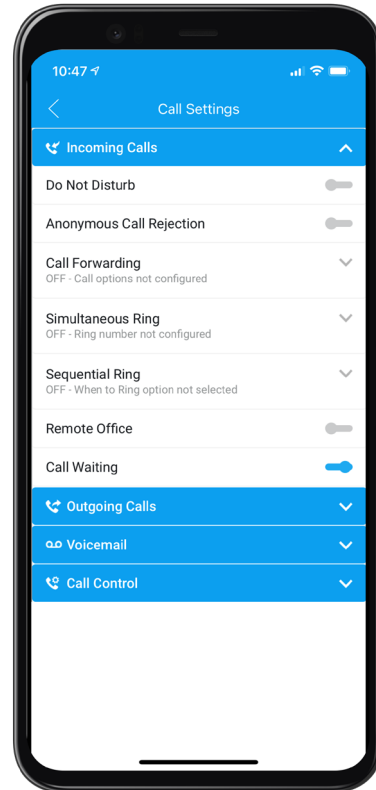 10:47
Call Settings
Incoming Calls
Do Not Disturb
Anonymous Call Rejection
Call Forwarding
OFF - Call options not configured
Simultaneous Ring
OFF - Ring number not configured
Sequential Ring
OFF - When to Ring option not selected
Remote Office
Call Waiting
Outgoing Calls
Voicemail
Call Control